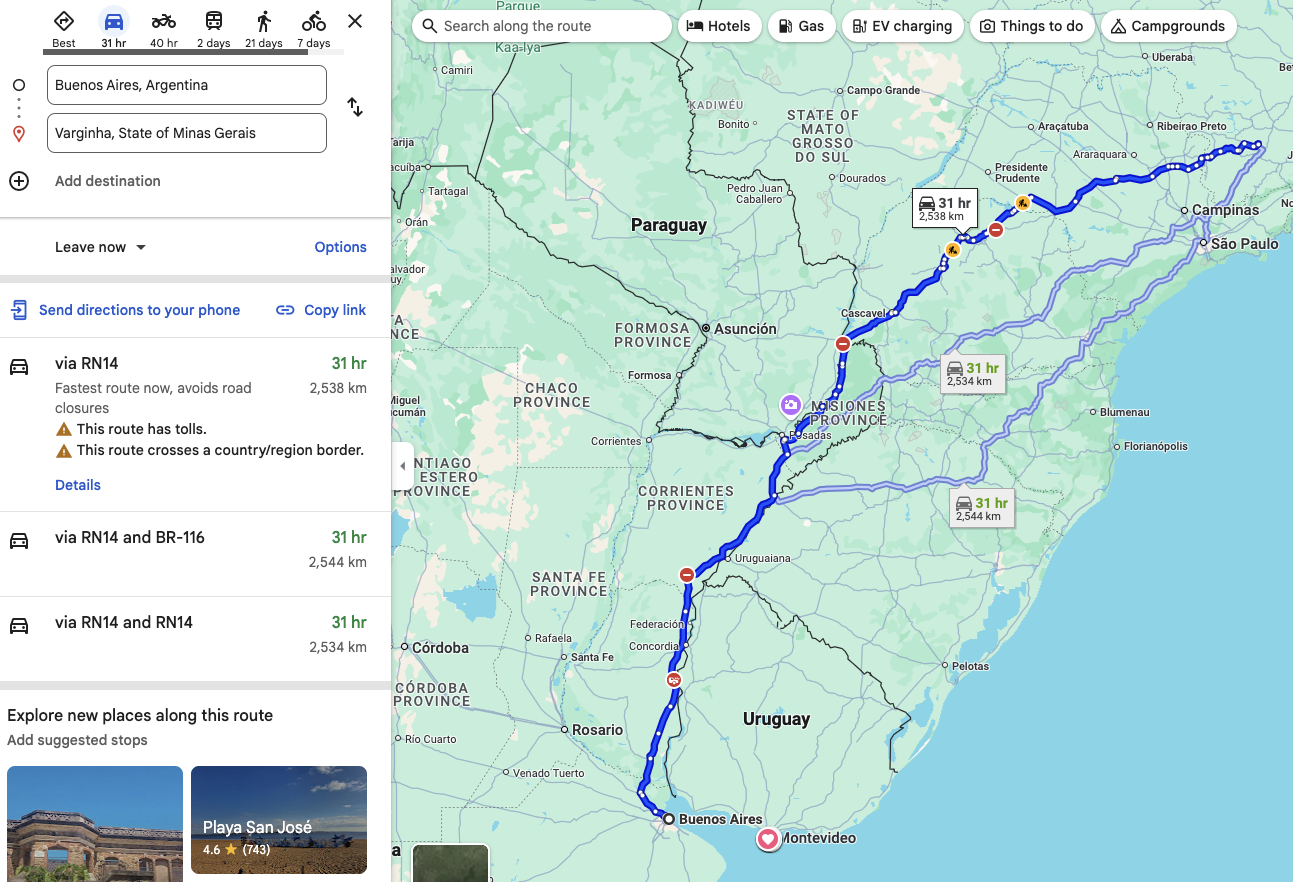 Best
31 hr
40 hr
2 days
21 days
7 days
Buenos Aires, Argentina
Varginha, State of Minas Gerais
Add destination
Leave now
Options
Send directions to your phone
Copy link
via RN14
31 hr
Fastest route now, avoids road
closures
2,538 km
This route has tolls.
This route crosses a country/region border.
Details
via RN14 and BR-116
31 hr
2,544 km
via RN14 and RN14
31 hr
2,534 km
Explore new places along this route
Add suggested stops
Playa San José
4.6 ★ (743)
Search along the route
Hotels
Gas
EV charging
Things to do
Campgrounds
Parque
Kaa-Iya
Camiri
Uberaba
Campo Grande
KADIWÉU
Bonito
STATE OF
MATO
GROSSO
DO SUL
Araçatuba
Ribeirao Preto
Araraquara
Presidente
Prudente
Tarija
Tartagal
Orán
Dourados
Pedro Juan
Caballero
31 hr
2,538 km
Campinas
São Paulo
Paraguay
Cascavel
FORMOSA
PROVINCE
Asunción
Formosa
CHACO
PROVINCE
31 hr
2,534 km
MISIONES
PROVINCE
Posadas
Corrientes
Blumenau
Florianópolis
CORRIENTES
PROVINCE
31 hr
2,544 km
Uruguaiana
SANTA FE
PROVINCE
Federación
Concordia
Rafaela
Santa Fe
Córdoba
CÓRDOBA
PROVINCE
Pelotas
Uruguay
Rosario
Río Cuarto
Venado Tuerto
Buenos Aires
Montevideo